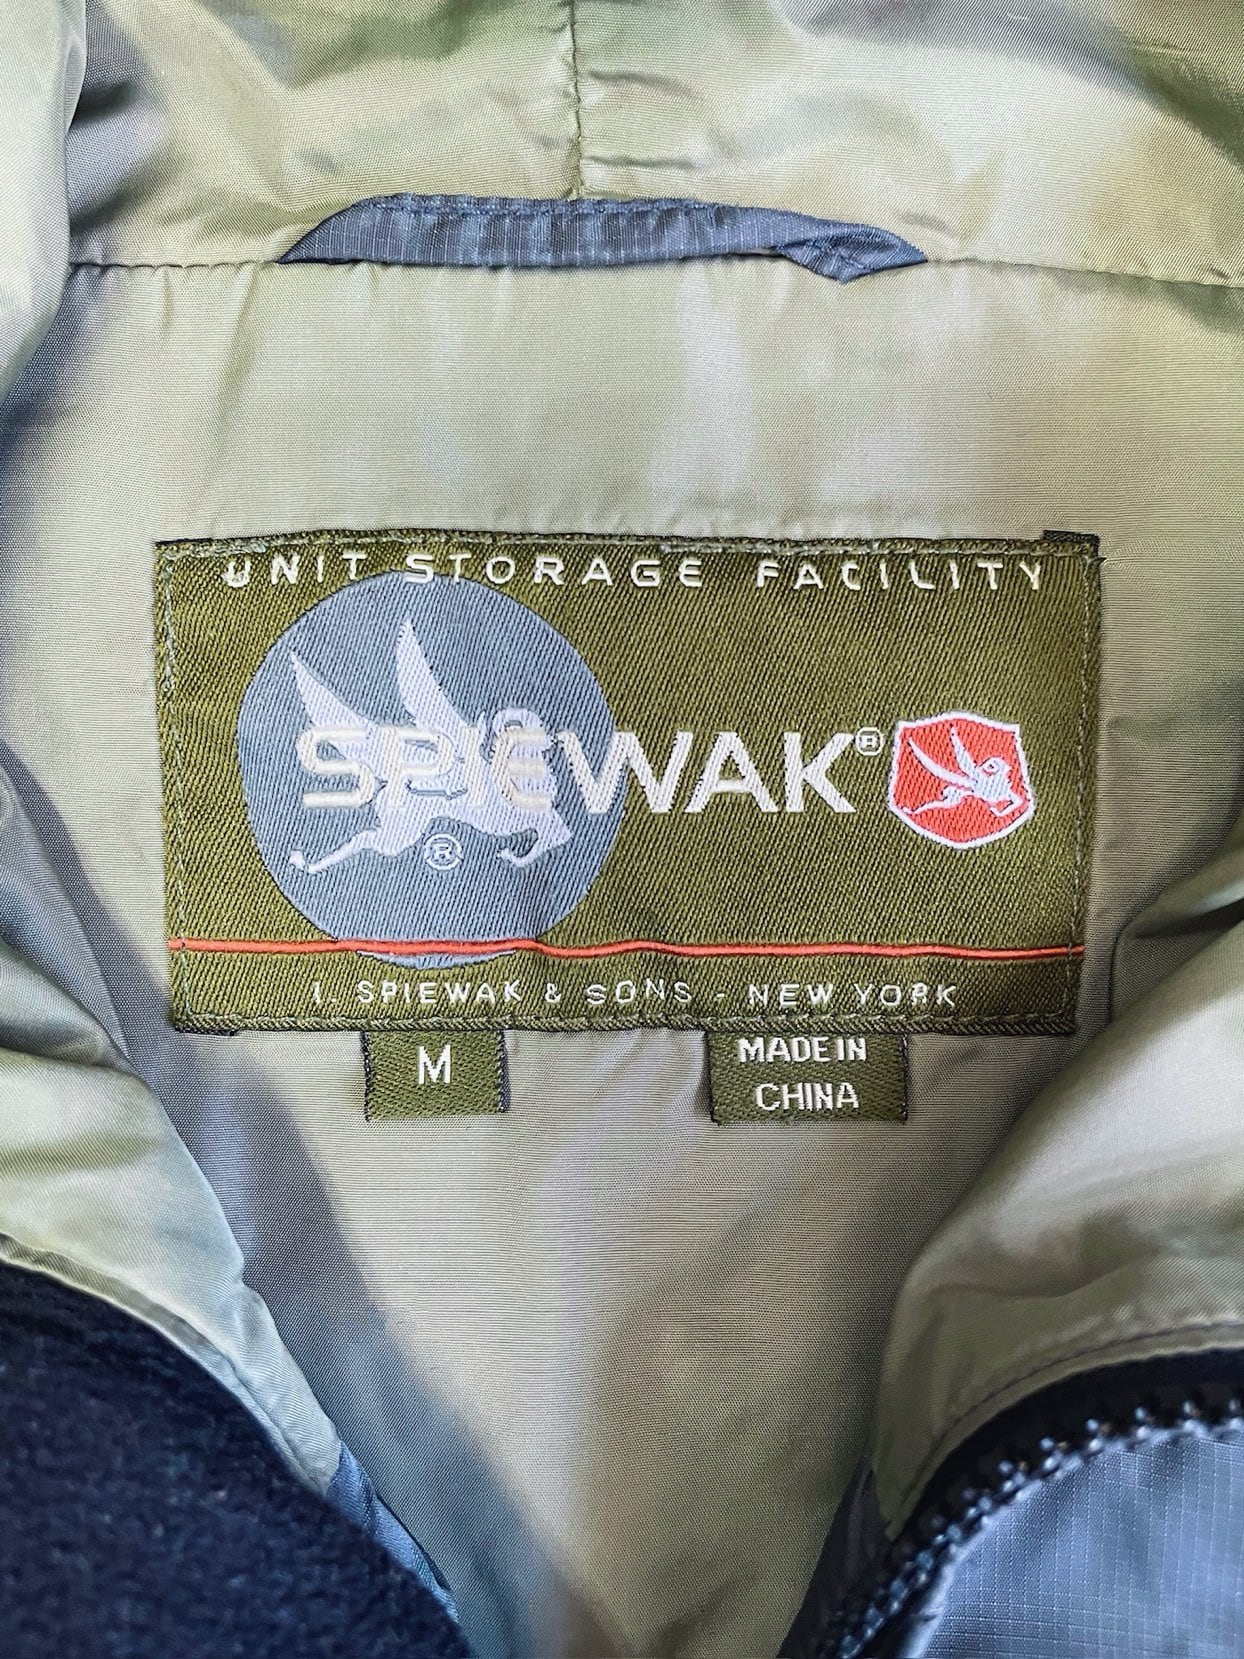 UNIT STORAGE FACILITY
SPIEWAK®
®
I. SPIEWAK & SONS - NEW YORK
M
MADE IN
CHINA